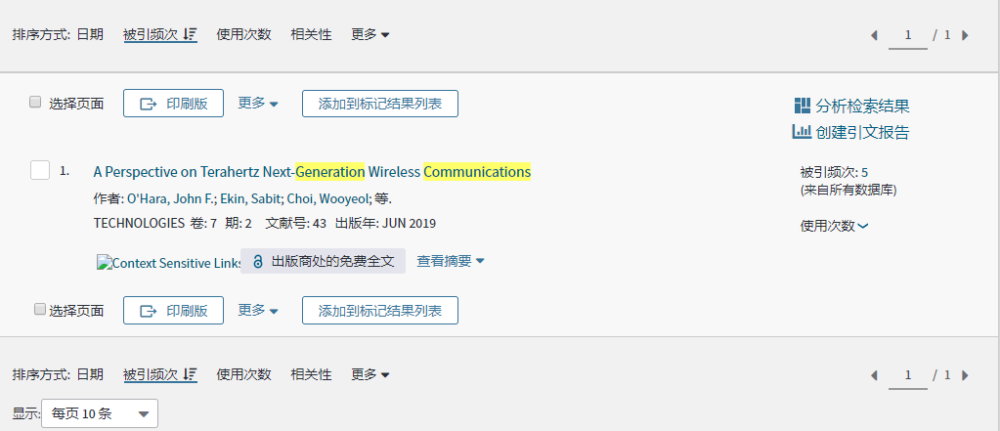 排序方式: 日期 被引频次 使用次数 相关性 更多 1 / 1
选择页面 印刷版 更多 添加到标记结果列表 分析检索结果
创建引文报告
1. A Perspective on Terahertz Next-Generation Wireless Communications 被引频次: 5
(来自所有数据库)
作者: O'Hara, John F.; Ekin, Sabit; Choi, Wooyeol; 等.
TECHNOLOGIES 卷: 7 期: 2 文献号: 43 出版年: JUN 2019 使用次数
Context Sensitive Links 出版商处的免费全文 查看摘要
选择页面 印刷版 更多 添加到标记结果列表
排序方式: 日期 被引频次 使用次数 相关性 更多 1 / 1
显示: 每页 10 条